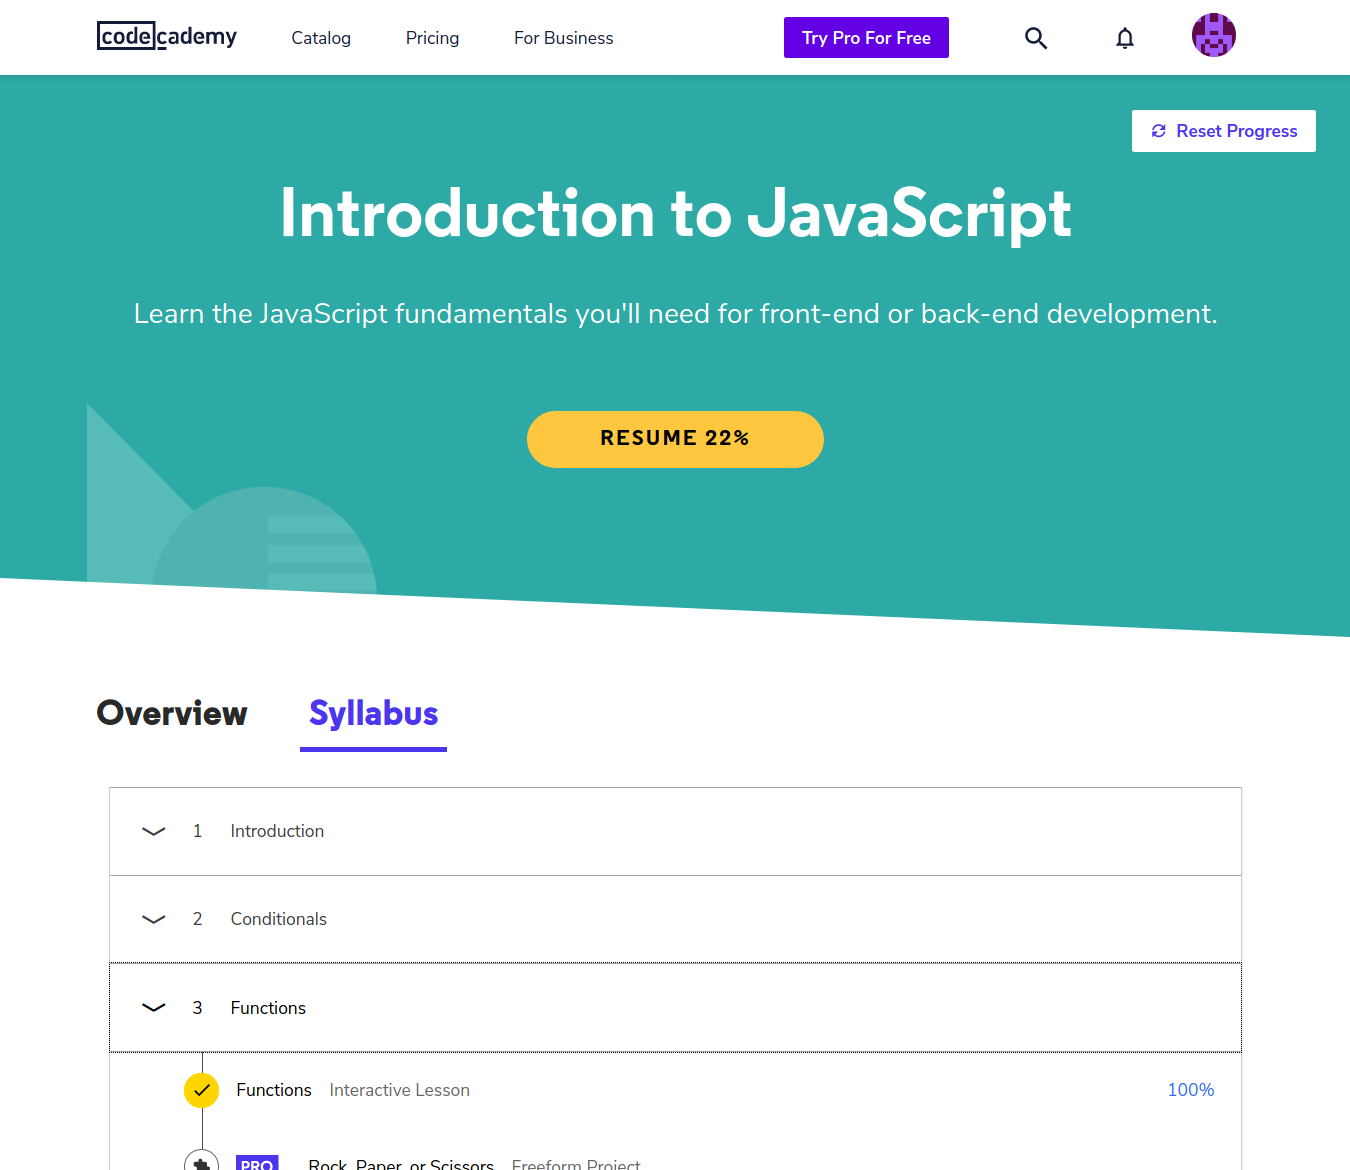 codecademy Catalog Pricing For Business Try Pro For Free
Reset Progress
Introduction to JavaScript
Learn the JavaScript fundamentals you'll need for front-end or back-end development.
RESUME 22%
Overview Syllabus
1 Introduction
2 Conditionals
3 Functions
Functions Interactive Lesson 100%
PRO Rock, Paper, or Scissors Freeform Project